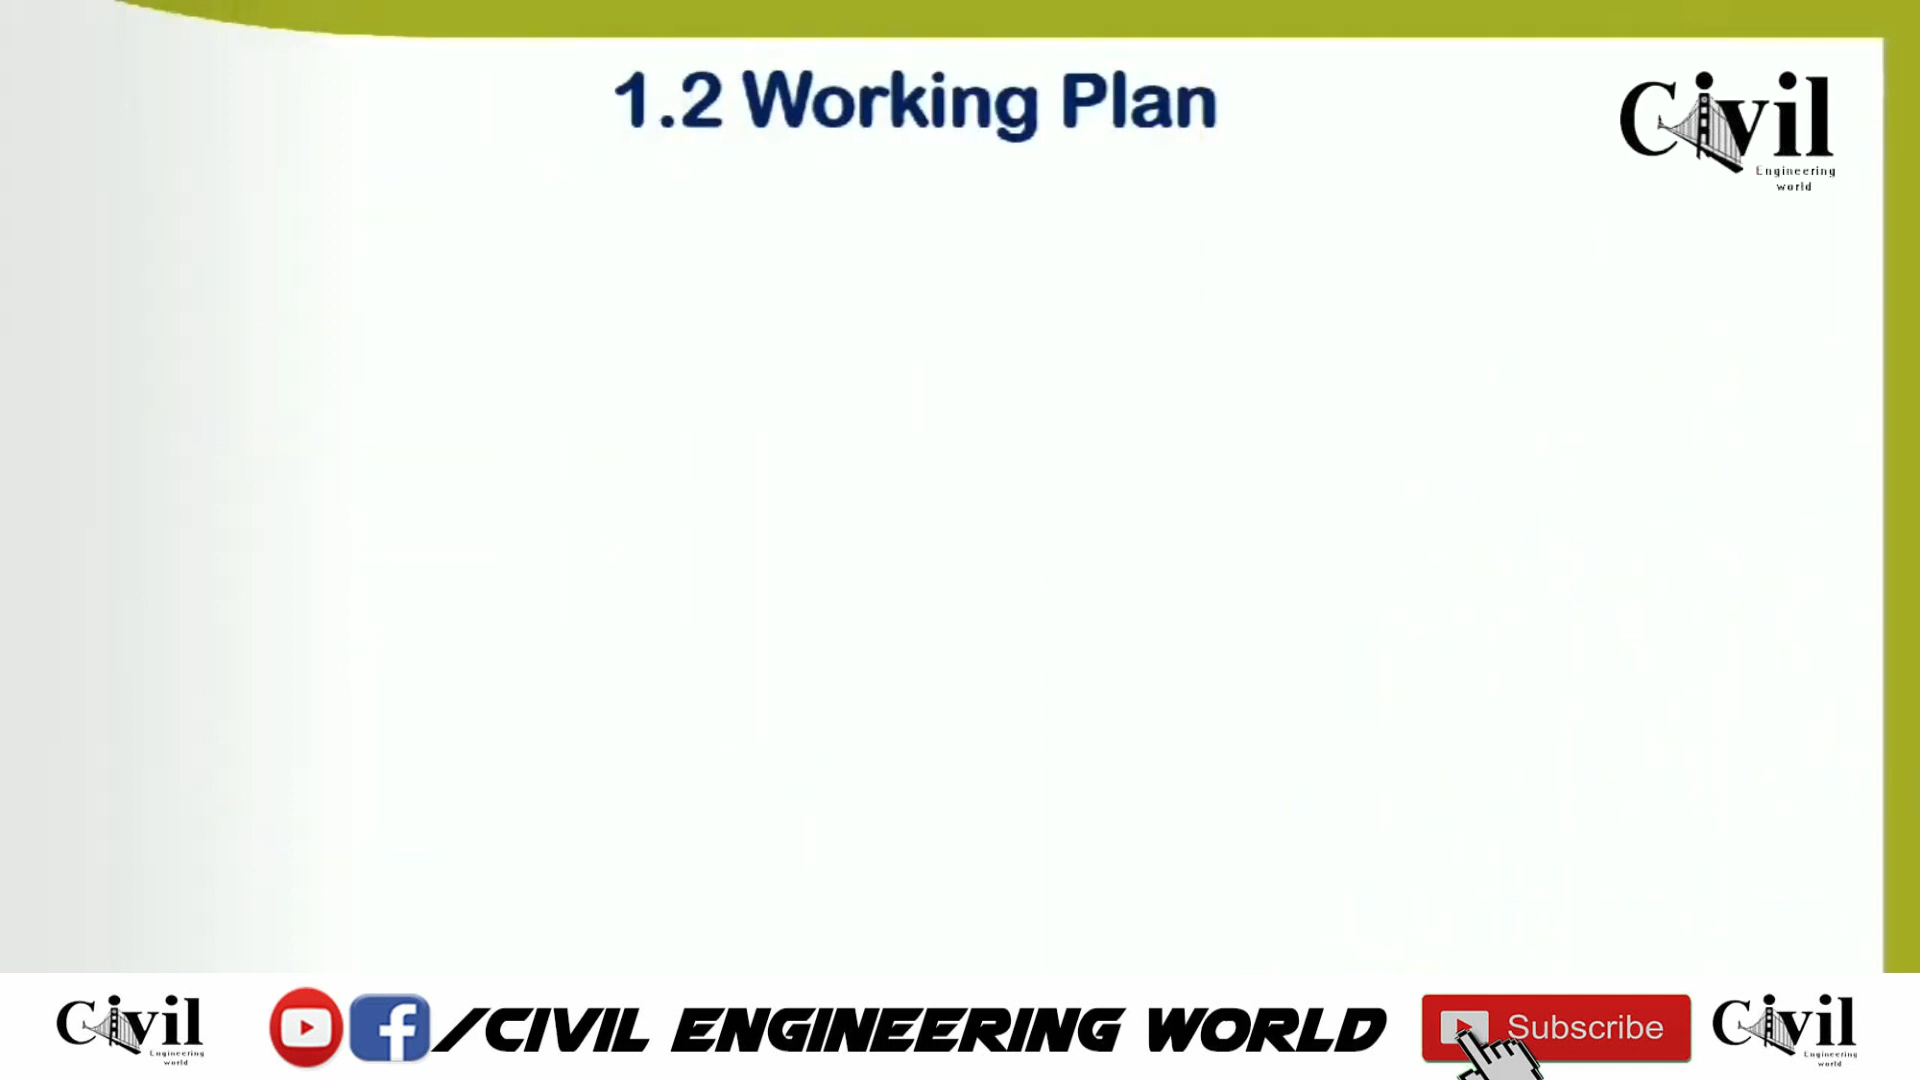 1.2 Working Plan
Civil
Engineering
world
Civil
Engineering
world
/CIVIL ENGINEERING WORLD
Subscribe
Civil
Engineering
world